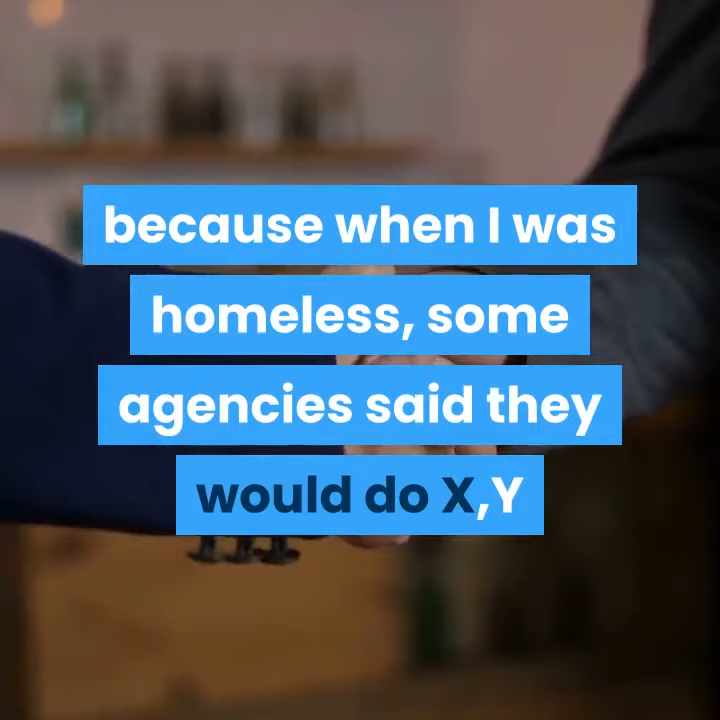 because when I was
homeless, some
agencies said they
would do X,Y